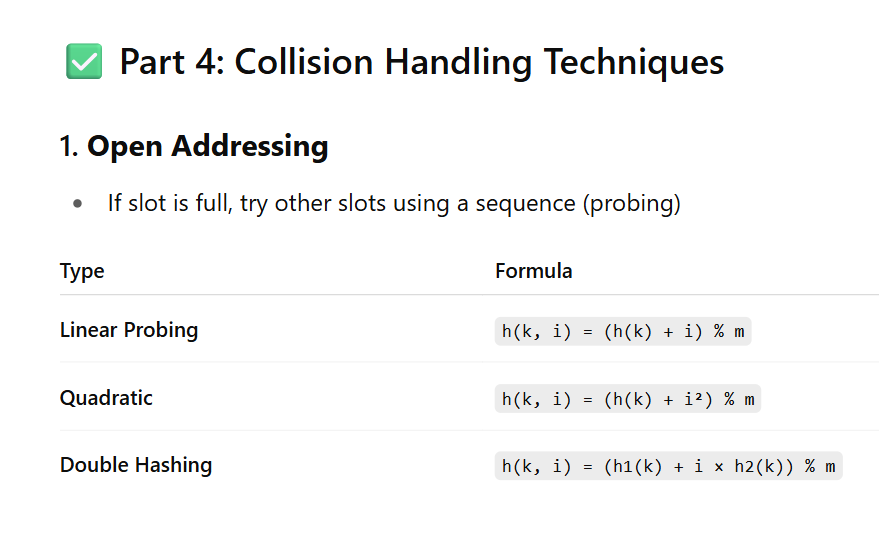 ✅ Part 4: Collision Handling Techniques
1. Open Addressing
• If slot is full, try other slots using a sequence (probing)
Type Formula
Linear Probing h(k, i) = (h(k) + i) % m
Quadratic h(k, i) = (h(k) + i²) % m
Double Hashing h(k, i) = (h1(k) + i × h2(k)) % m